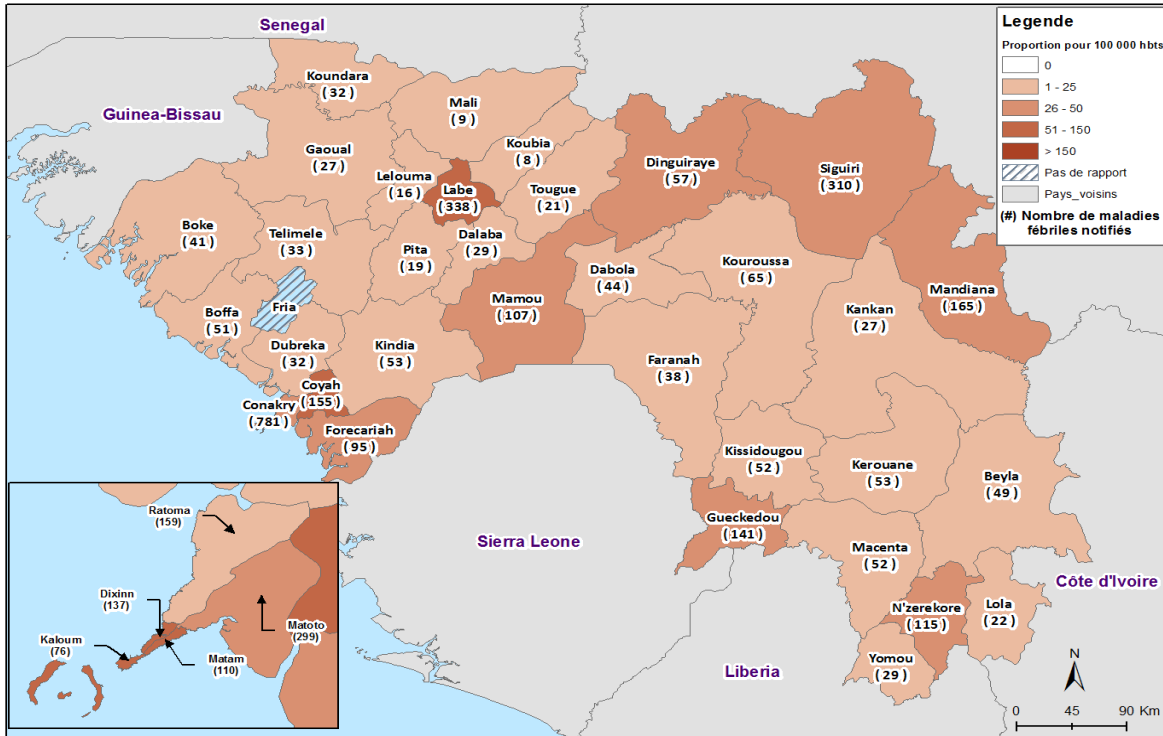 Senegal
Guinea-Bissau
Koundara
( 32 )
Mali
( 9 )
Koubia
( 8 )
Gaoual
( 27 )
Lelouma
( 16 )
Labe
( 338 )
Tougue
( 21 )
Dinguiraye
( 57 )
Siguiri
( 310 )
Boke
( 41 )
Telimele
( 33 )
Pita
( 19 )
Dalaba
( 29 )
Dabola
( 44 )
Kouroussa
( 65 )
Mandiana
( 165 )
Mamou
( 107 )
Kankan
( 27 )
Fria
Boffa
( 51 )
Dubreka
( 32 )
Kindia
( 53 )
Faranah
( 38 )
Coyah
( 155 )
Conakry
( 781 )
Forecariah
( 95 )
Kissidougou
( 52 )
Kerouane
( 53 )
Beyla
( 49 )
Gueckedou
( 141 )
Sierra Leone
Macenta
( 52 )
Côte d'Ivoire
N'zerekore
( 115 )
Lola
( 22 )
Yomou
( 29 )
Liberia
Legende
Proportion pour 100 000 hbts
0
1 - 25
26 - 50
51 - 150
> 150
Pas de rapport
Pays_voisins
(#) Nombre de maladies
fébriles notifiés
Ratoma
(159)
Dixinn
(137)
Kaloum
(76)
Matam
(110)
Matoto
(299)
N
0 45 90 Km